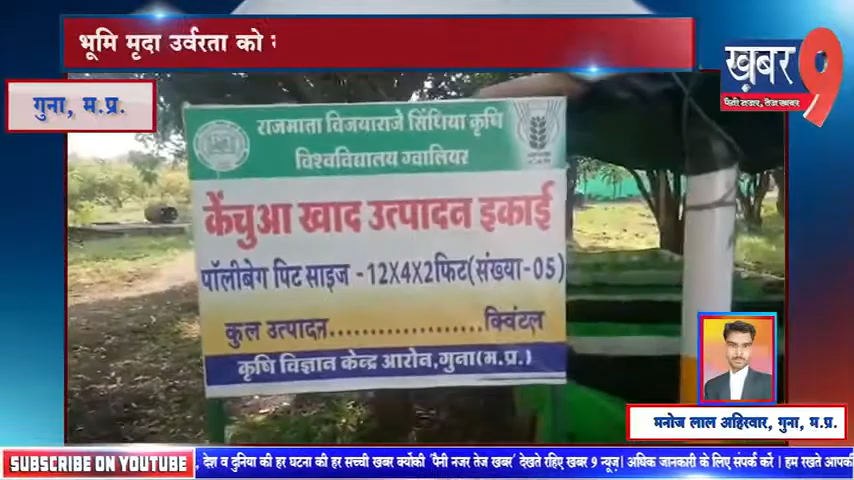 भूमि मृदा उर्वरता को
ख़बर 9
पैनी नजर, तेज खबर
गुना, म.प्र.
राजमाता विजयाराजे सिंधिया कृषि
विश्वविद्यालय ग्वालियर
केंचुआ खाद उत्पादन इकाई
पॉलीबेग पिट साइज - 12X4X2फिट(संख्या-05)
कुल उत्पादन...................क्विंटल
कृषि विज्ञान केन्द्र आरोन,गुना(म.प्र.)
मनोज लाल अहिरवार, गुना, म.प्र.
SUBSCRIBE ON YOUTUBE
, देश व दुनिया की हर घटना की हर सच्ची खबर क्योंकी 'पैनी नजर तेज खबर' देखते रहिए खबर 9 न्यूज़। अधिक जानकारी के लिए संपर्क करें। हम रखते आपकी